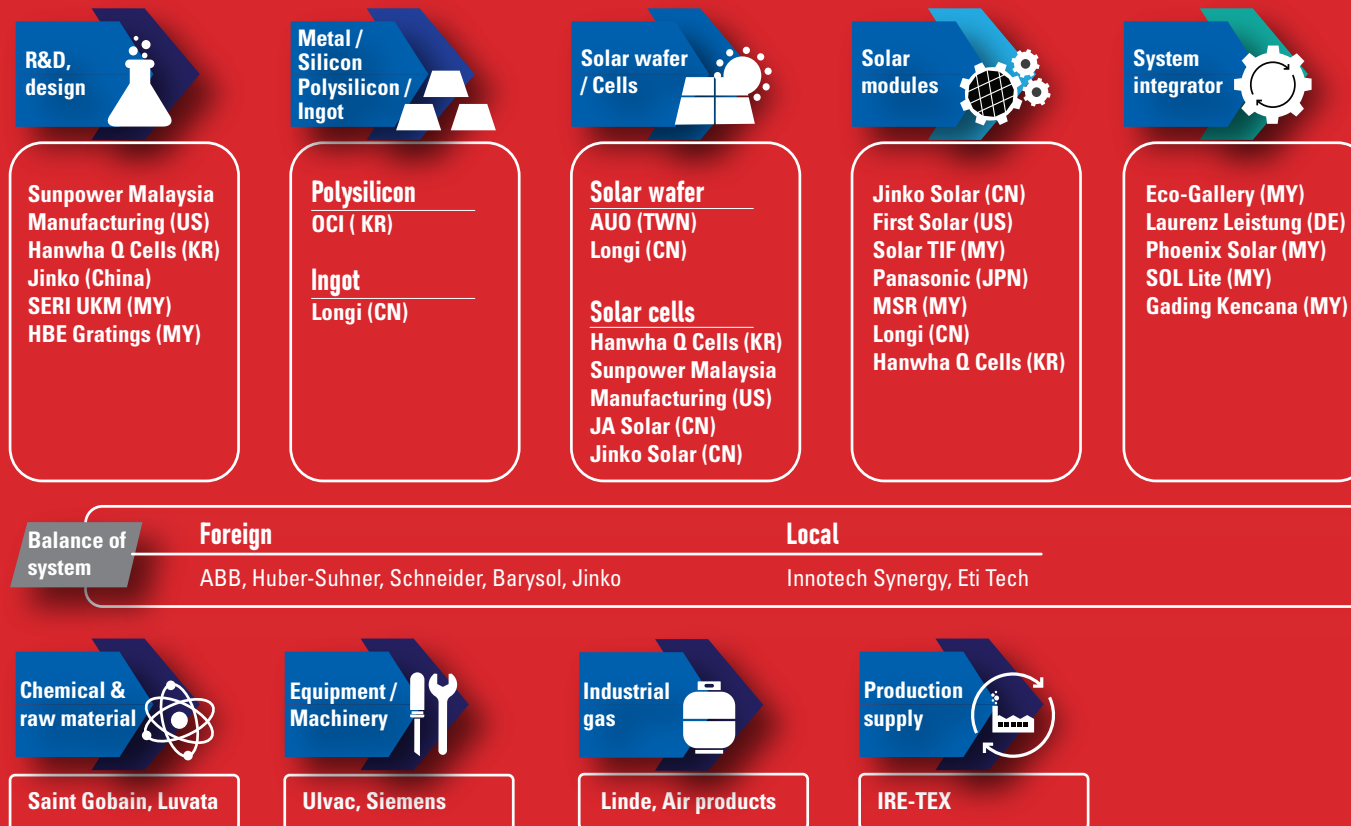 R&D,
design
Sunpower Malaysia
Manufacturing (US)
Hanwha Q Cells (KR)
Jinko (China)
SERI UKM (MY)
HBE Gratings (MY)
Metal /
Silicon
Polysilicon /
Ingot
Polysilicon
OCI ( KR)
Ingot
Longi (CN)
Solar wafer
/ Cells
Solar wafer
AUO (TWN)
Longi (CN)
Solar cells
Hanwha Q Cells (KR)
Sunpower Malaysia
Manufacturing (US)
JA Solar (CN)
Jinko Solar (CN)
Solar
modules
Jinko Solar (CN)
First Solar (US)
Solar TIF (MY)
Panasonic (JPN)
MSR (MY)
Longi (CN)
Hanwha Q Cells (KR)
System
integrator
Eco-Gallery (MY)
Laurenz Leistung (DE)
Phoenix Solar (MY)
SOL Lite (MY)
Gading Kencana (MY)
Balance of
system
Foreign
ABB, Huber-Suhner, Schneider, Barysol, Jinko
Local
Innotech Synergy, Eti Tech
Chemical &
raw material
Saint Gobain, Luvata
Equipment /
Machinery
Ulvac, Siemens
Industrial
gas
Linde, Air products
Production
supply
IRE-TEX